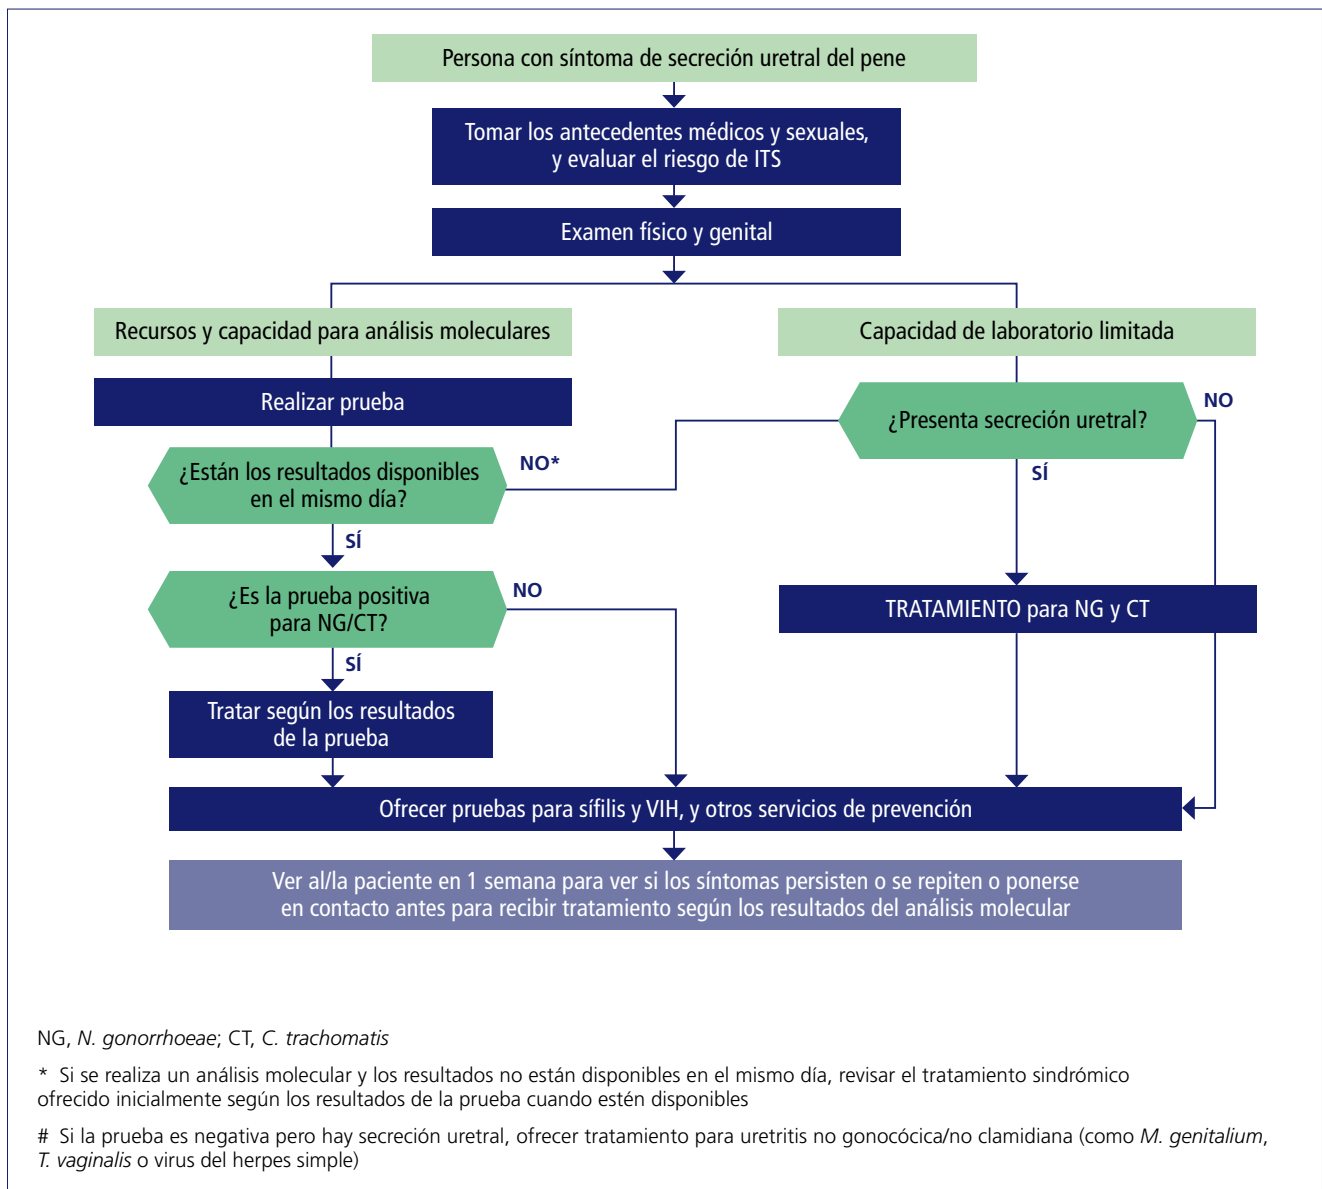 Persona con síntoma de secreción uretral del pene
Tomar los antecedentes médicos y sexuales,
y evaluar el riesgo de ITS
Examen físico y genital
Recursos y capacidad para análisis moleculares
Capacidad de laboratorio limitada
Realizar prueba
¿Presenta secreción uretral?
NO
¿Están los resultados disponibles
en el mismo día?
NO*
SÍ
SÍ
¿Es la prueba positiva
para NG/CT?
NO
TRATAMIENTO para NG y CT
SÍ
Tratar según los resultados
de la prueba
Ofrecer pruebas para sífilis y VIH, y otros servicios de prevención
Ver al/la paciente en 1 semana para ver si los síntomas persisten o se repiten o ponerse
en contacto antes para recibir tratamiento según los resultados del análisis molecular
NG, N. gonorrhoeae; CT, C. trachomatis
* Si se realiza un análisis molecular y los resultados no están disponibles en el mismo día, revisar el tratamiento sindrómico
ofrecido inicialmente según los resultados de la prueba cuando estén disponibles
# Si la prueba es negativa pero hay secreción uretral, ofrecer tratamiento para uretritis no gonocócica/no clamidiana (como M. genitalium,
T. vaginalis o virus del herpes simple)